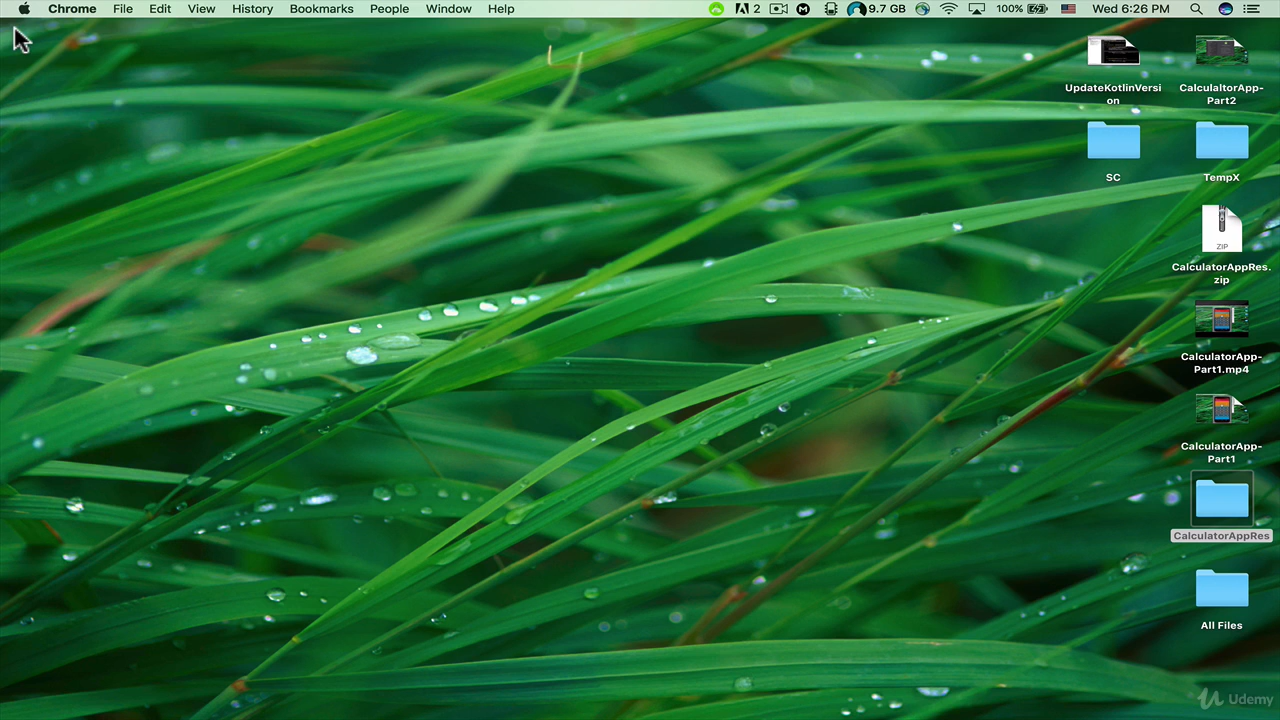 Chrome File Edit View History Bookmarks People Window Help 2 9.7 GB 100% Wed 6:26 PM
UpdateKotlinVersi
on
CalculaltorApp-
Part2
SC
TempX
ZIP
CalculatorAppRes.
zip
CalculatorApp-
Part1.mp4
CalculatorApp-
Part1
CalculatorAppRes
All Files
Udemy